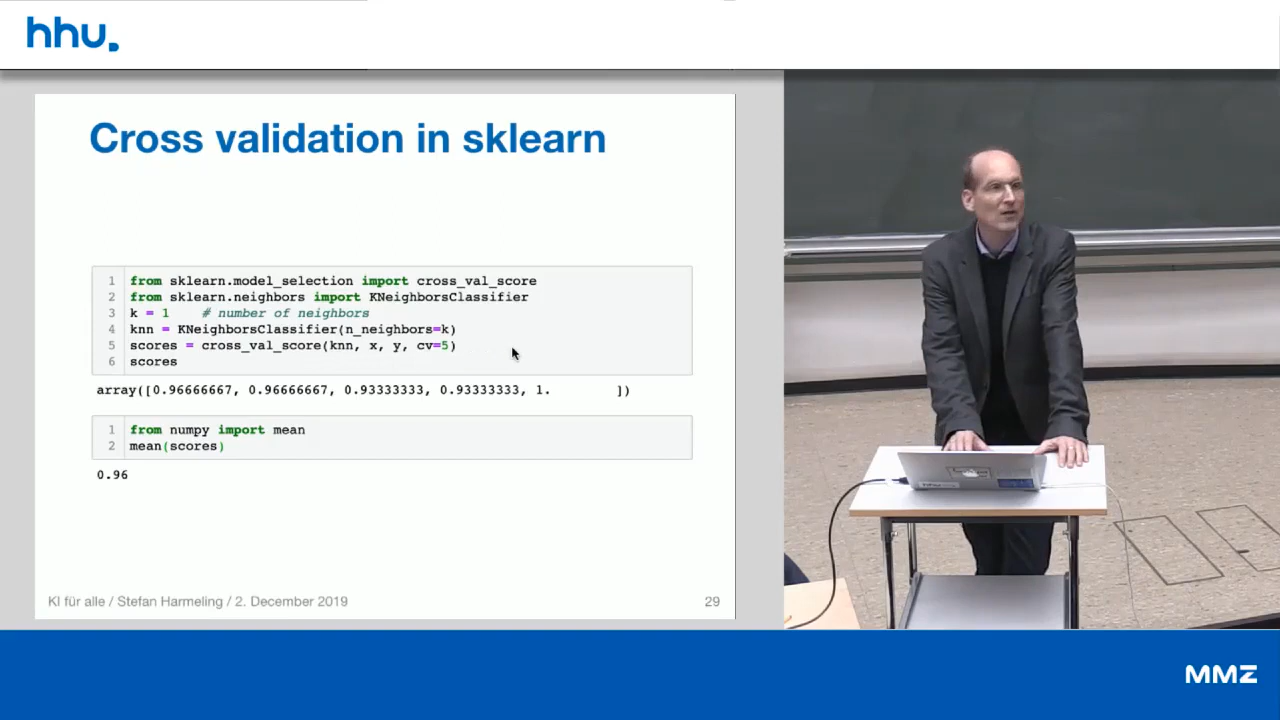 hhu.
Cross validation in sklearn
1 from sklearn.model_selection import cross_val_score
2 from sklearn.neighbors import KNeighborsClassifier
3 k = 1 # number of neighbors
4 knn = KNeighborsClassifier(n_neighbors=k)
5 scores = cross_val_score(knn, x, y, cv=5)
6 scores
array([0.96666667, 0.96666667, 0.93333333, 0.93333333, 1. ])
1 from numpy import mean
2 mean(scores)
0.96
KI für alle / Stefan Harmeling / 2. December 2019
29
MMZ